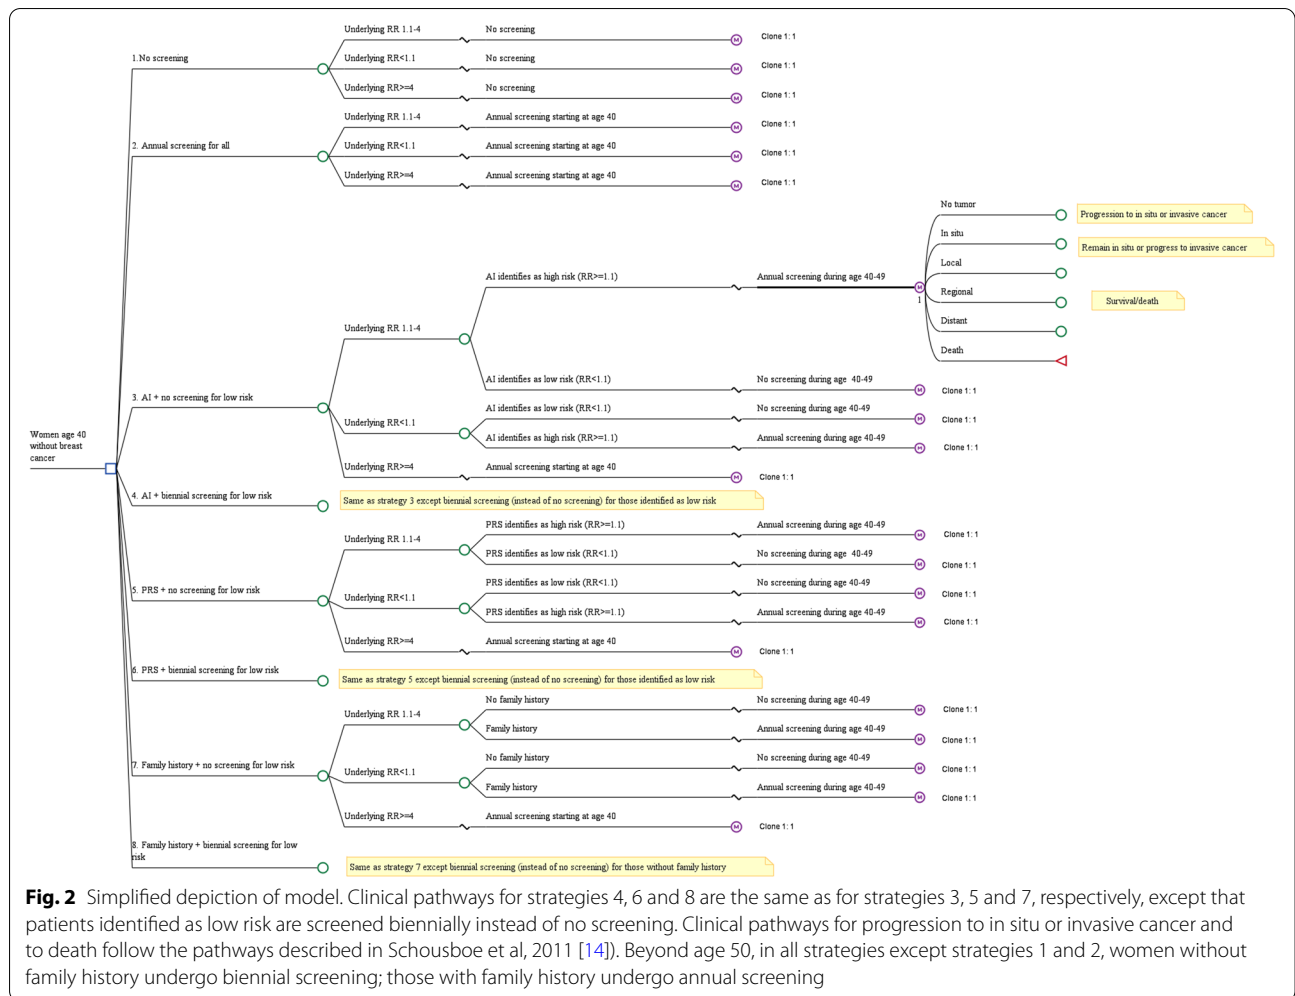 Underlying RR 1.1-4 No screening
M Clone 1: 1
1.No screening Underlying RR<1.1 No screening
M Clone 1: 1
Underlying RR>=4 No screening
M Clone 1: 1
Underlying RR 1.1-4 Annual screening starting at age 40
M Clone 1: 1
2. Annual screening for all Underlying RR<1.1 Annual screening starting at age 40
M Clone 1: 1
Underlying RR>=4 Annual screening starting at age 40
M Clone 1: 1
No tumor
Progression to in situ or invasive cancer
In situ
Remain in situ or progress to invasive cancer
Local
AI identifies as high risk (RR>=1.1) Annual screening during age 40-49
M
1
Regional
Survival/death
Distant
Underlying RR 1.1-4
Death
AI identifies as low risk (RR<1.1) No screening during age 40-49
M Clone 1: 1
3. AI + no screening for low risk
AI identifies as low risk (RR<1.1) No screening during age 40-49
M Clone 1: 1
Underlying RR<1.1
AI identifies as high risk (RR>=1.1) Annual screening during age 40-49
M Clone 1: 1
Women age 40
without breast
cancer
Underlying RR>=4 Annual screening starting at age 40
M Clone 1: 1
4. AI + biennial screening for low risk
Same as strategy 3 except biennial screening (instead of no screening) for those identified as low risk
PRS identifies as high risk (RR>=1.1) Annual screening during age 40-49
M Clone 1: 1
Underlying RR 1.1-4
PRS identifies as low risk (RR<1.1) No screening during age 40-49
M Clone 1: 1
5. PRS + no screening for low risk
PRS identifies as low risk (RR<1.1) No screening during age 40-49
M Clone 1: 1
Underlying RR<1.1
PRS identifies as high risk (RR>=1.1) Annual screening during age 40-49
M Clone 1: 1
Underlying RR>=4 Annual screening starting at age 40
M Clone 1: 1
6. PRS + biennial screening for low risk
Same as strategy 5 except biennial screening (instead of no screening) for those identified as low risk
No family history No screening during age 40-49
M Clone 1: 1
Underlying RR 1.1-4
Family history Annual screening during age 40-49
M Clone 1: 1
7. Family history + no screening for low risk
No family history No screening during age 40-49
M Clone 1: 1
Underlying RR<1.1
Family history Annual screening during age 40-49
M Clone 1: 1
Underlying RR>=4 Annual screening starting at age 40
M Clone 1: 1
8. Family history + biennial screening for low
risk
Same as strategy 7 except biennial screening (instead of no screening) for those without family history
Fig. 2 Simplified depiction of model. Clinical pathways for strategies 4, 6 and 8 are the same as for strategies 3, 5 and 7, respectively, except that
patients identified as low risk are screened biennially instead of no screening. Clinical pathways for progression to in situ or invasive cancer and
to death follow the pathways described in Schousboe et al, 2011 [14]). Beyond age 50, in all strategies except strategies 1 and 2, women without
family history undergo biennial screening; those with family history undergo annual screening